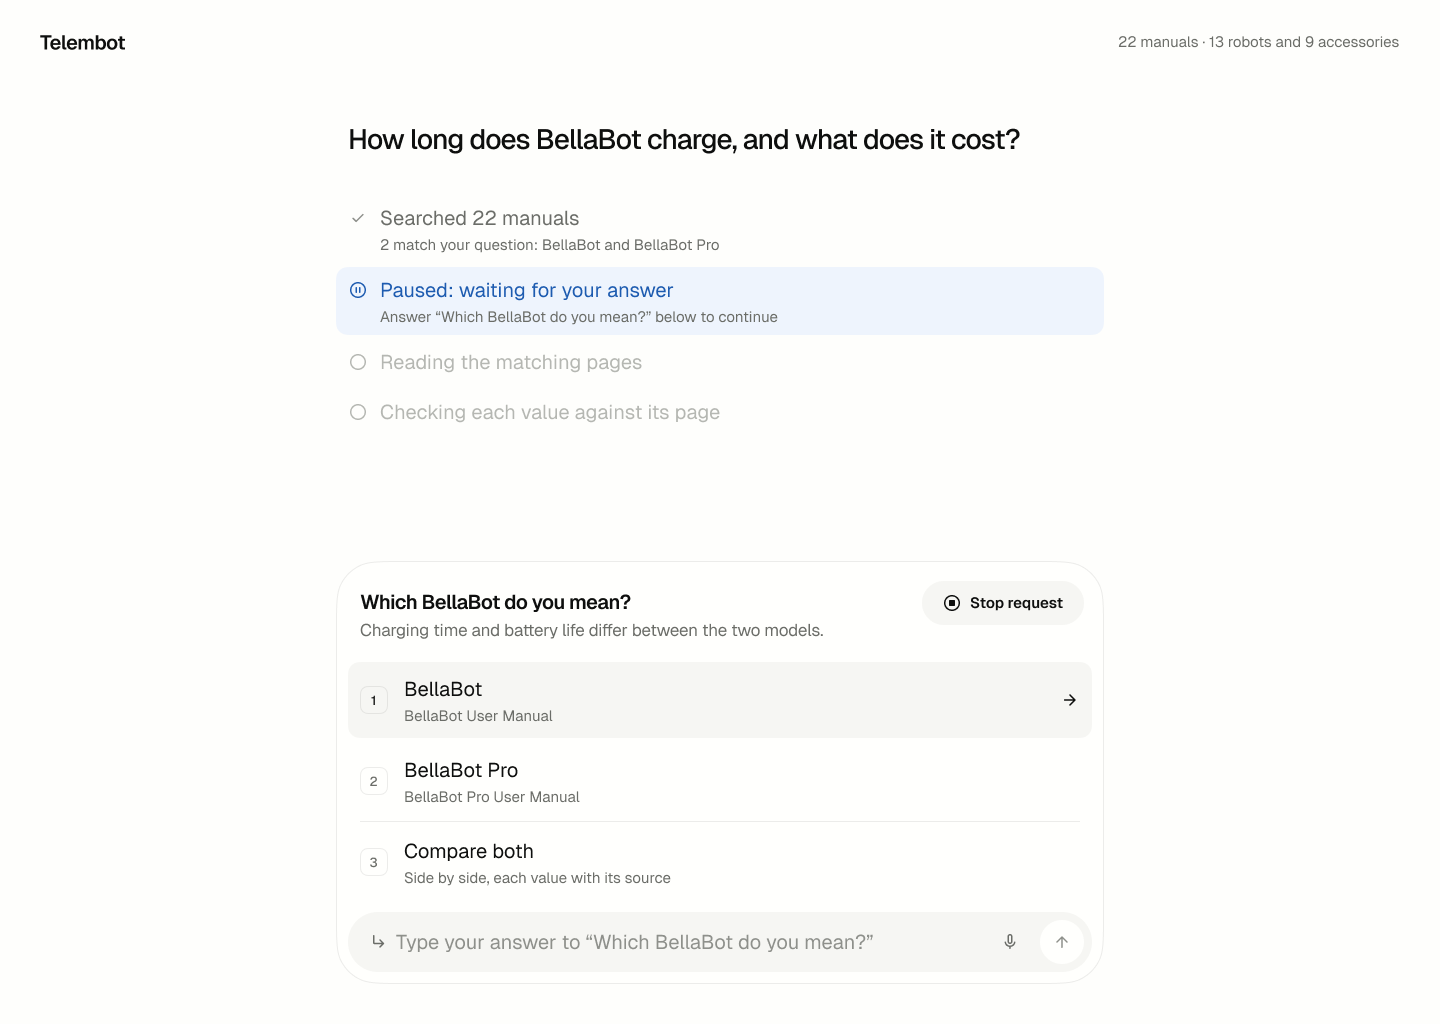 Telembot
22 manuals · 13 robots and 9 accessories
How long does BellaBot charge, and what does it cost?
Searched 22 manuals
2 match your question: BellaBot and BellaBot Pro
Paused: waiting for your answer
Answer “Which BellaBot do you mean?” below to continue
Reading the matching pages
Checking each value against its page
Which BellaBot do you mean?
Stop request
Charging time and battery life differ between the two models.
1
BellaBot
BellaBot User Manual
2
BellaBot Pro
BellaBot Pro User Manual
3
Compare both
Side by side, each value with its source
Type your answer to “Which BellaBot do you mean?”